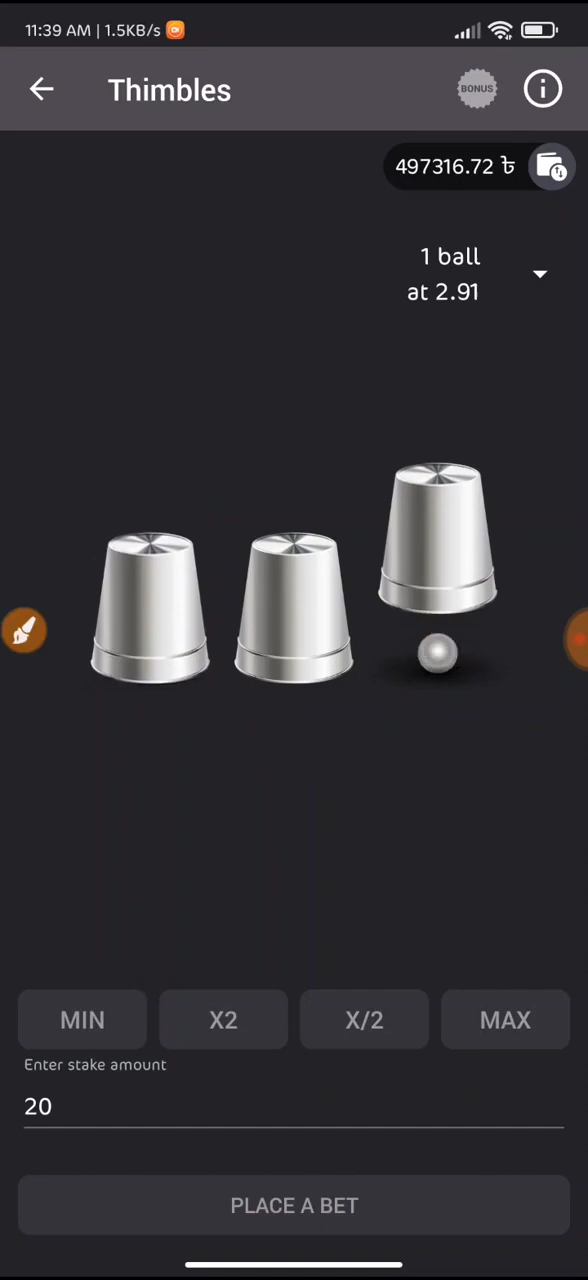 11:39 AM | 1.5KB/s
Thimbles
BONUS
497316.72 ৳
1 ball
at 2.91
MIN
X2
X/2
MAX
Enter stake amount
20
PLACE A BET